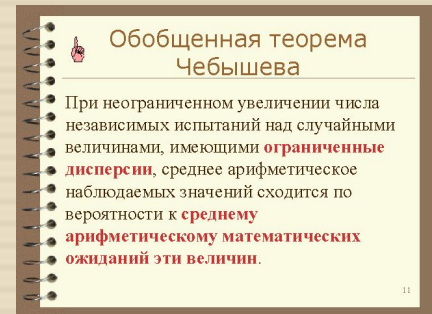 Обобщенная теорема
Чебышева
При неограниченном увеличении числа
независимых испытаний над случайными
величинами, имеющими ограниченные
дисперсии, среднее арифметическое
наблюдаемых значений сходится по
вероятности к среднему
арифметическому математических
ожиданий эти величин.
11